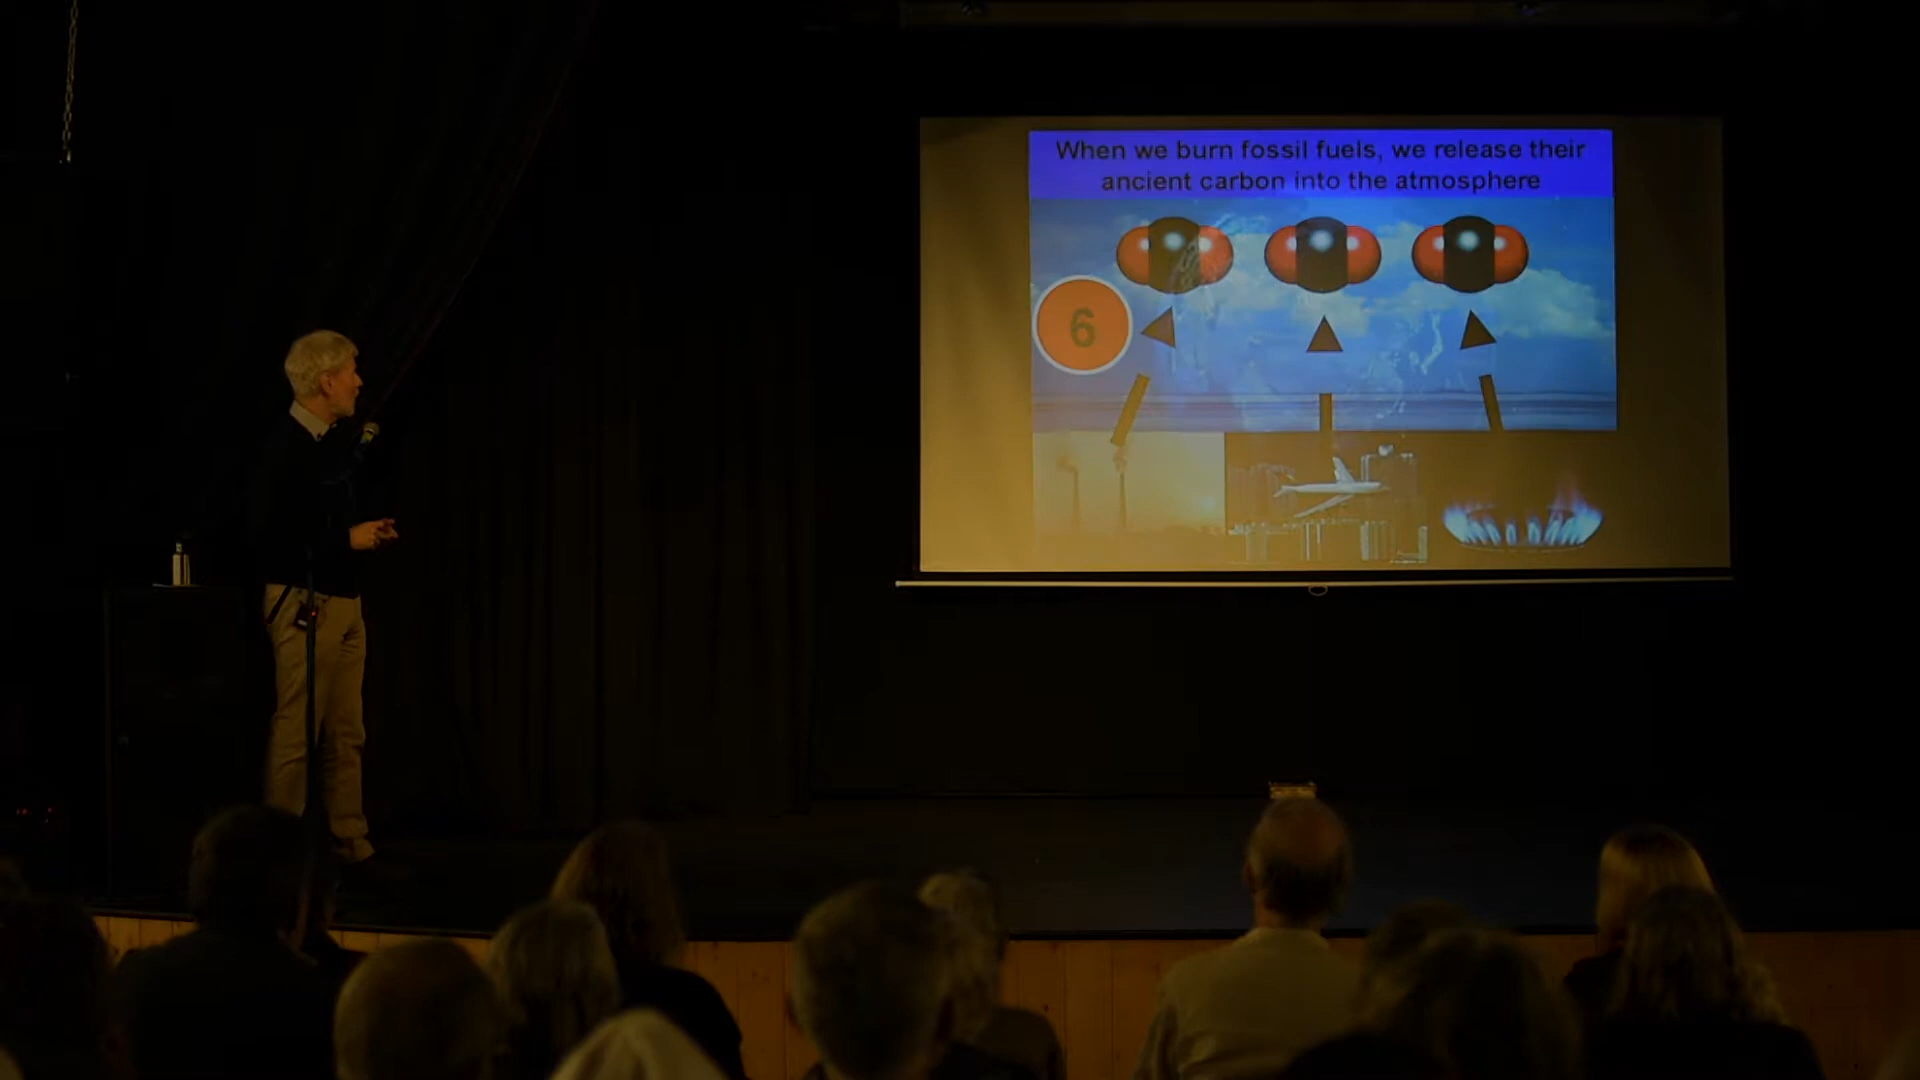 When we burn fossil fuels, we release their
ancient carbon into the atmosphere
6